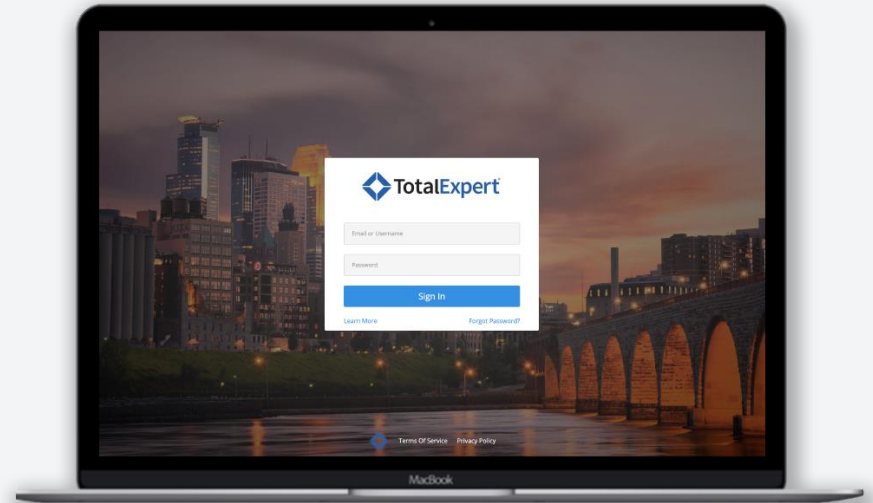 TotalExpert
Email or Username
Password
Sign In
Learn More Forgot Password?
Terms Of Service Privacy Policy
MacBook